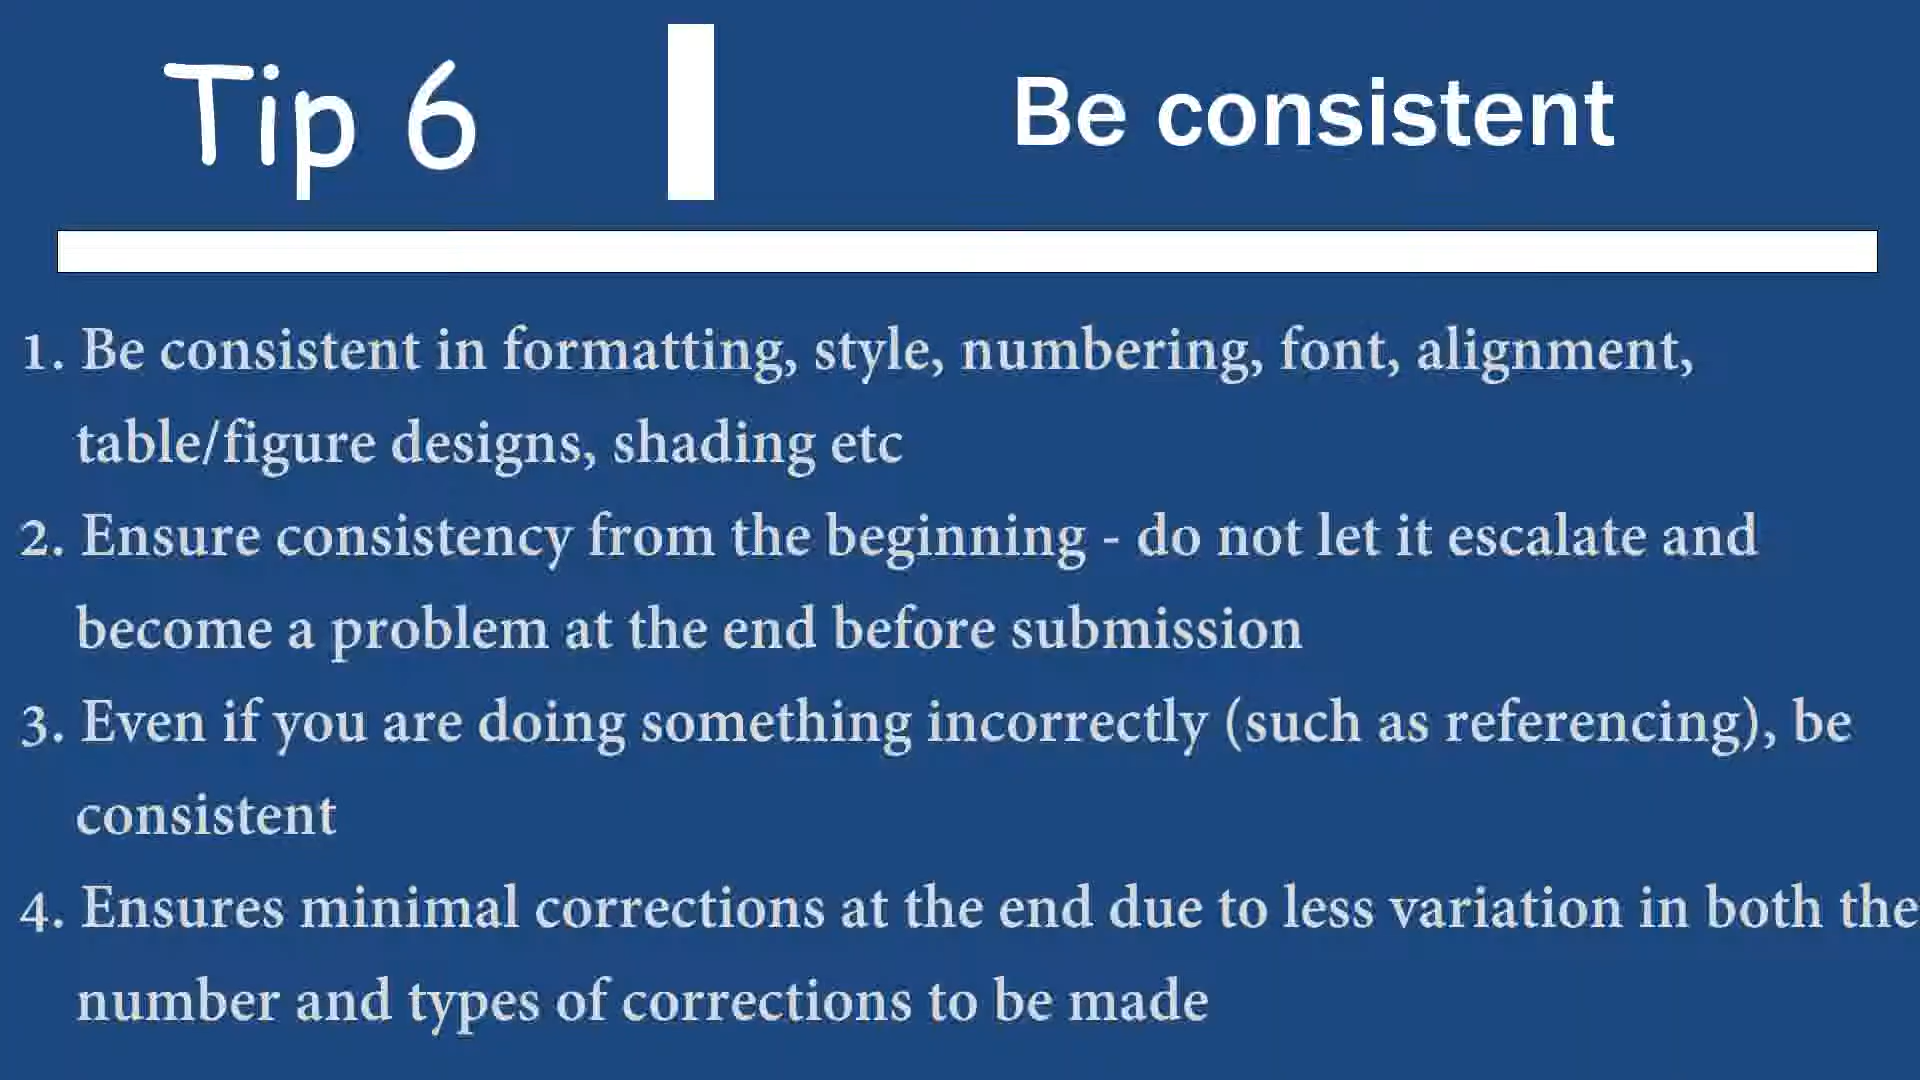 Tip 6
Be consistent
1. Be consistent in formatting, style, numbering, font, alignment,
table/figure designs, shading etc
2. Ensure consistency from the beginning - do not let it escalate and
become a problem at the end before submission
3. Even if you are doing something incorrectly (such as referencing), be
consistent
4. Ensures minimal corrections at the end due to less variation in both the
number and types of corrections to be made